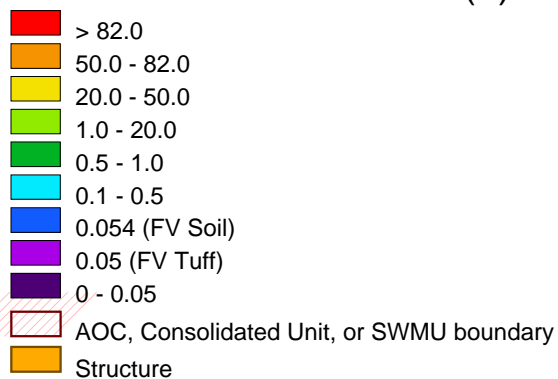 > 82.0
50.0 - 82.0
20.0 - 50.0
1.0 - 20.0
0.5 - 1.0
0.1 - 0.5
0.054 (FV Soil)
0.05 (FV Tuff)
0 - 0.05
AOC, Consolidated Unit, or SWMU boundary
Structure